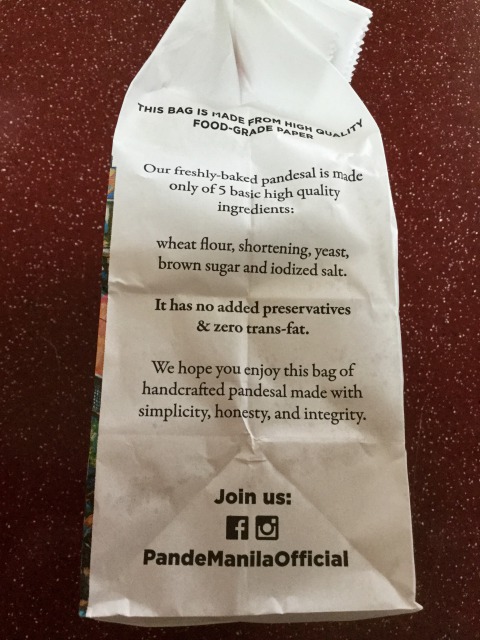 THIS BAG IS MADE FROM HIGH QUALITY
FOOD-GRADE PAPER
Our freshly-baked pandesal is made
only of 5 basic high quality
ingredients:
wheat flour, shortening, yeast,
brown sugar and iodized salt.
It has no added preservatives
& zero trans-fat.
We hope you enjoy this bag of
handcrafted pandesal made with
simplicity, honesty, and integrity.
Join us:
PandeManilaOfficial